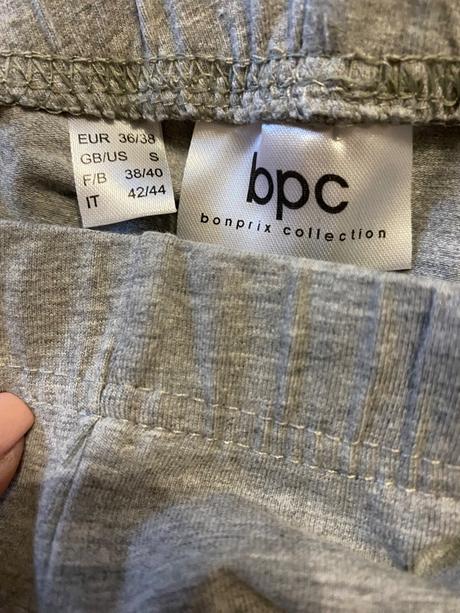 EUR 36/38
GB/US S
F/B 38/40
IT 42/44
bpc
bonprix collection